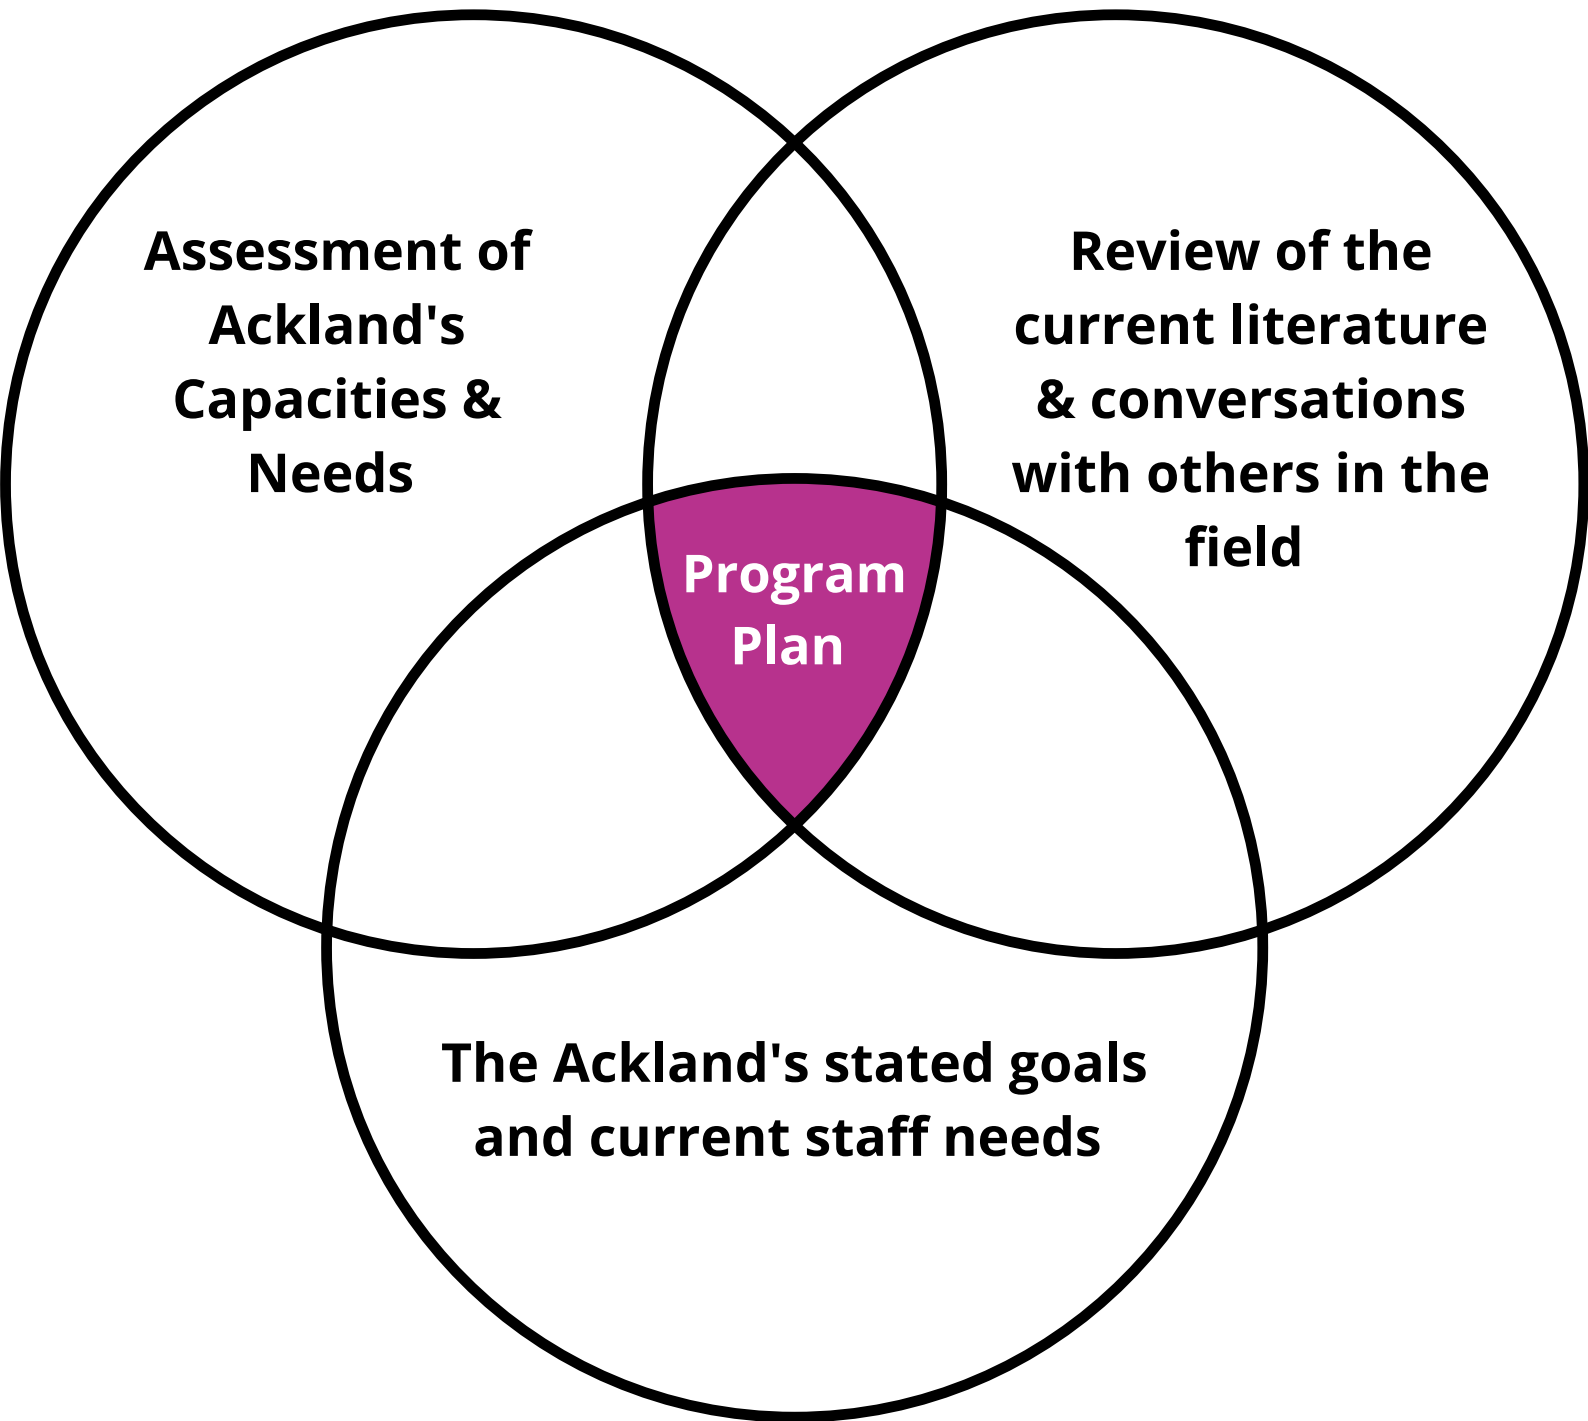 Assessment of
Ackland's
Capacities &
Needs
Review of the
current literature
& conversations
with others in the
field
Program
Plan
The Ackland's stated goals
and current staff needs